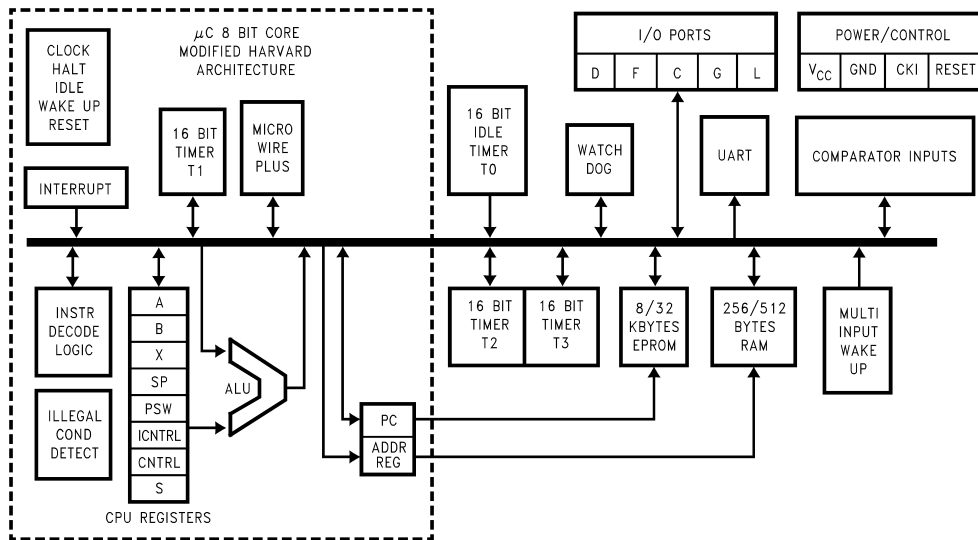 μC 8 BIT CORE
MODIFIED HARVARD
ARCHITECTURE
CLOCK
HALT
IDLE
WAKE UP
RESET
INTERRUPT
16 BIT
TIMER
T1
MICRO
WIRE
PLUS
16 BIT
IDLE
TIMER
T0
WATCH
DOG
I/O PORTS
D F C G L
UART
POWER/CONTROL
VCC GND CKI RESET
COMPARATOR INPUTS
INSTR
DECODE
LOGIC
ILLEGAL
COND
DETECT
A
B
X
SP
PSW
ICNTRL
CNTRL
S
CPU REGISTERS
ALU
PC
ADDR
REG
16 BIT
TIMER
T2
16 BIT
TIMER
T3
8/32
KBYTES
EPROM
256/512
BYTES
RAM
MULTI
INPUT
WAKE
UP